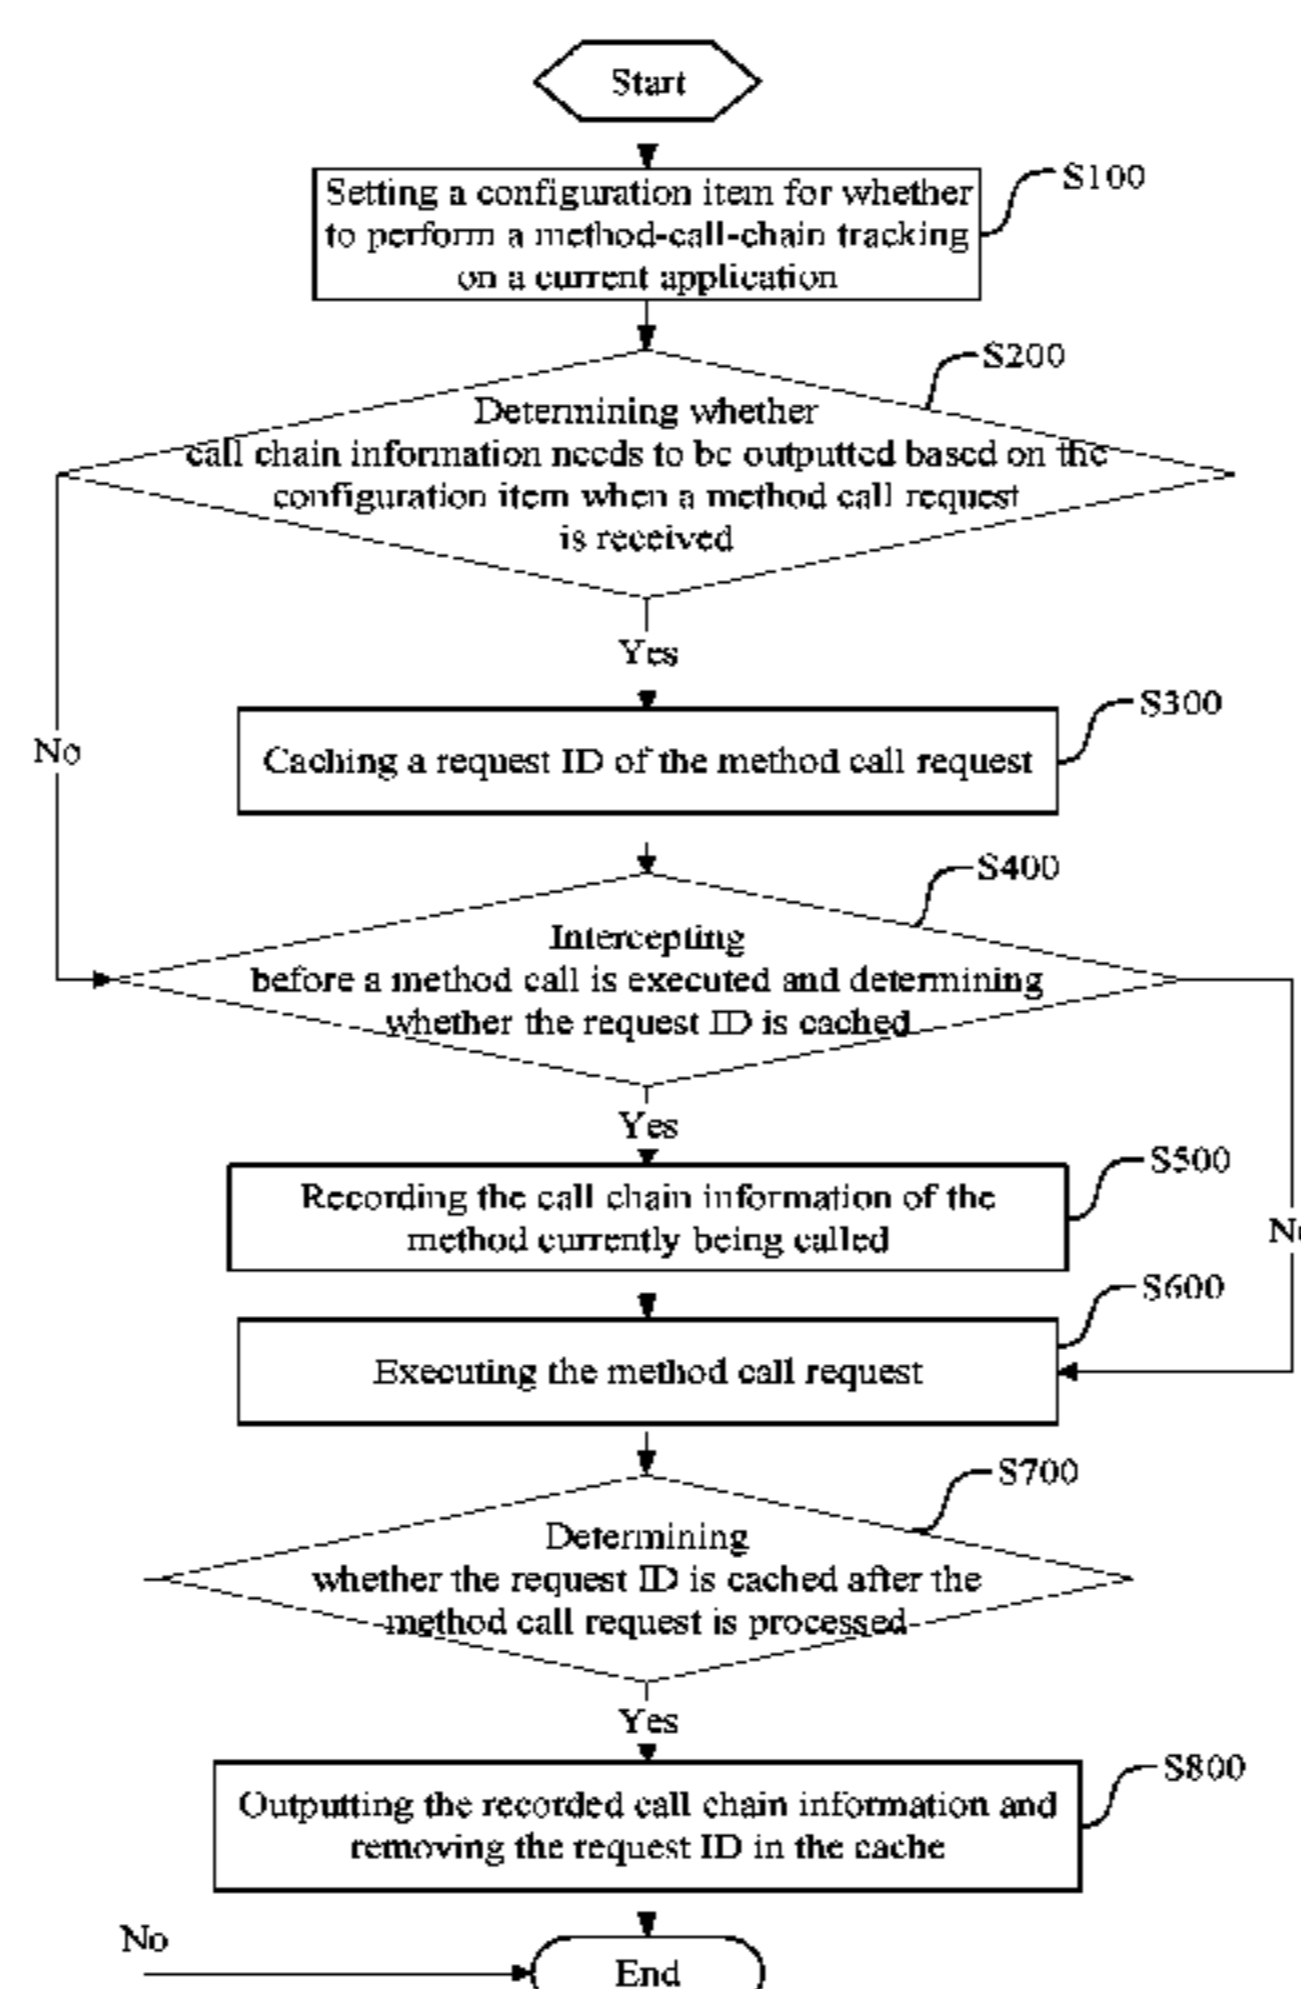 Start
S100
Setting a configuration item for whether
to perform a method-call-chain tracking
on a current application
S200
Determining whether
call chain information needs to be outputted based on the
configuration item when a method call request
is received
Yes
S300
No
Caching a request ID of the method call request
S400
Intercepting
before a method call is executed and determining
whether the request ID is cached
Yes
S500
Recording the call chain information of the
method currently being called
S600
Executing the method call request
S700
Determining
whether the request ID is cached after the
method call request is processed
Yes
S800
Outputting the recorded call chain information and
removing the request ID in the cache
No
End